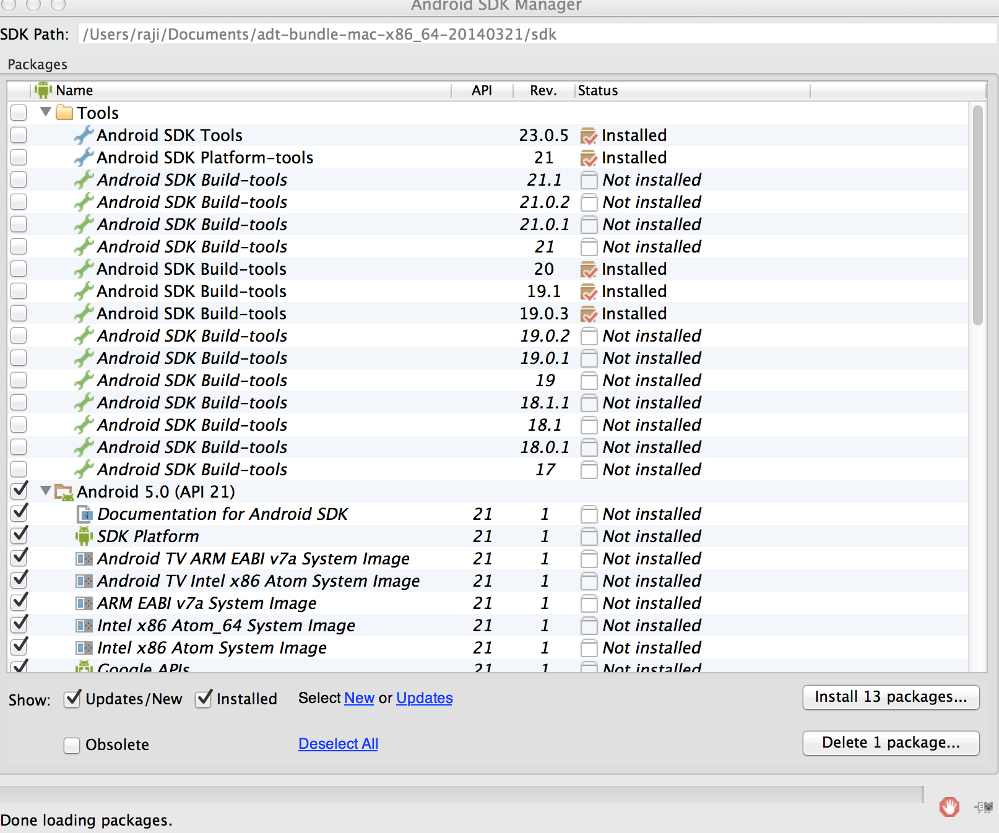 Android SDK Manager
SDK Path: /Users/raji/Documents/adt-bundle-mac-x86_64-20140321/sdk
Packages
Name API Rev. Status
Tools
Android SDK Tools 23.0.5 Installed
Android SDK Platform-tools 21 Installed
Android SDK Build-tools 21.1 Not installed
Android SDK Build-tools 21.0.2 Not installed
Android SDK Build-tools 21.0.1 Not installed
Android SDK Build-tools 21 Not installed
Android SDK Build-tools 20 Installed
Android SDK Build-tools 19.1 Installed
Android SDK Build-tools 19.0.3 Installed
Android SDK Build-tools 19.0.2 Not installed
Android SDK Build-tools 19.0.1 Not installed
Android SDK Build-tools 19 Not installed
Android SDK Build-tools 18.1.1 Not installed
Android SDK Build-tools 18.1 Not installed
Android SDK Build-tools 18.0.1 Not installed
Android SDK Build-tools 17 Not installed
Android 5.0 (API 21)
Documentation for Android SDK 21 1 Not installed
SDK Platform 21 1 Not installed
Android TV ARM EABI v7a System Image 21 1 Not installed
Android TV Intel x86 Atom System Image 21 1 Not installed
ARM EABI v7a System Image 21 1 Not installed
Intel x86 Atom_64 System Image 21 1 Not installed
Intel x86 Atom System Image 21 1 Not installed
Google APIs 21 1 Not installed
Show: Updates/New Installed Select New or Updates Install 13 packages...
Obsolete Deselect All Delete 1 package...
Done loading packages.